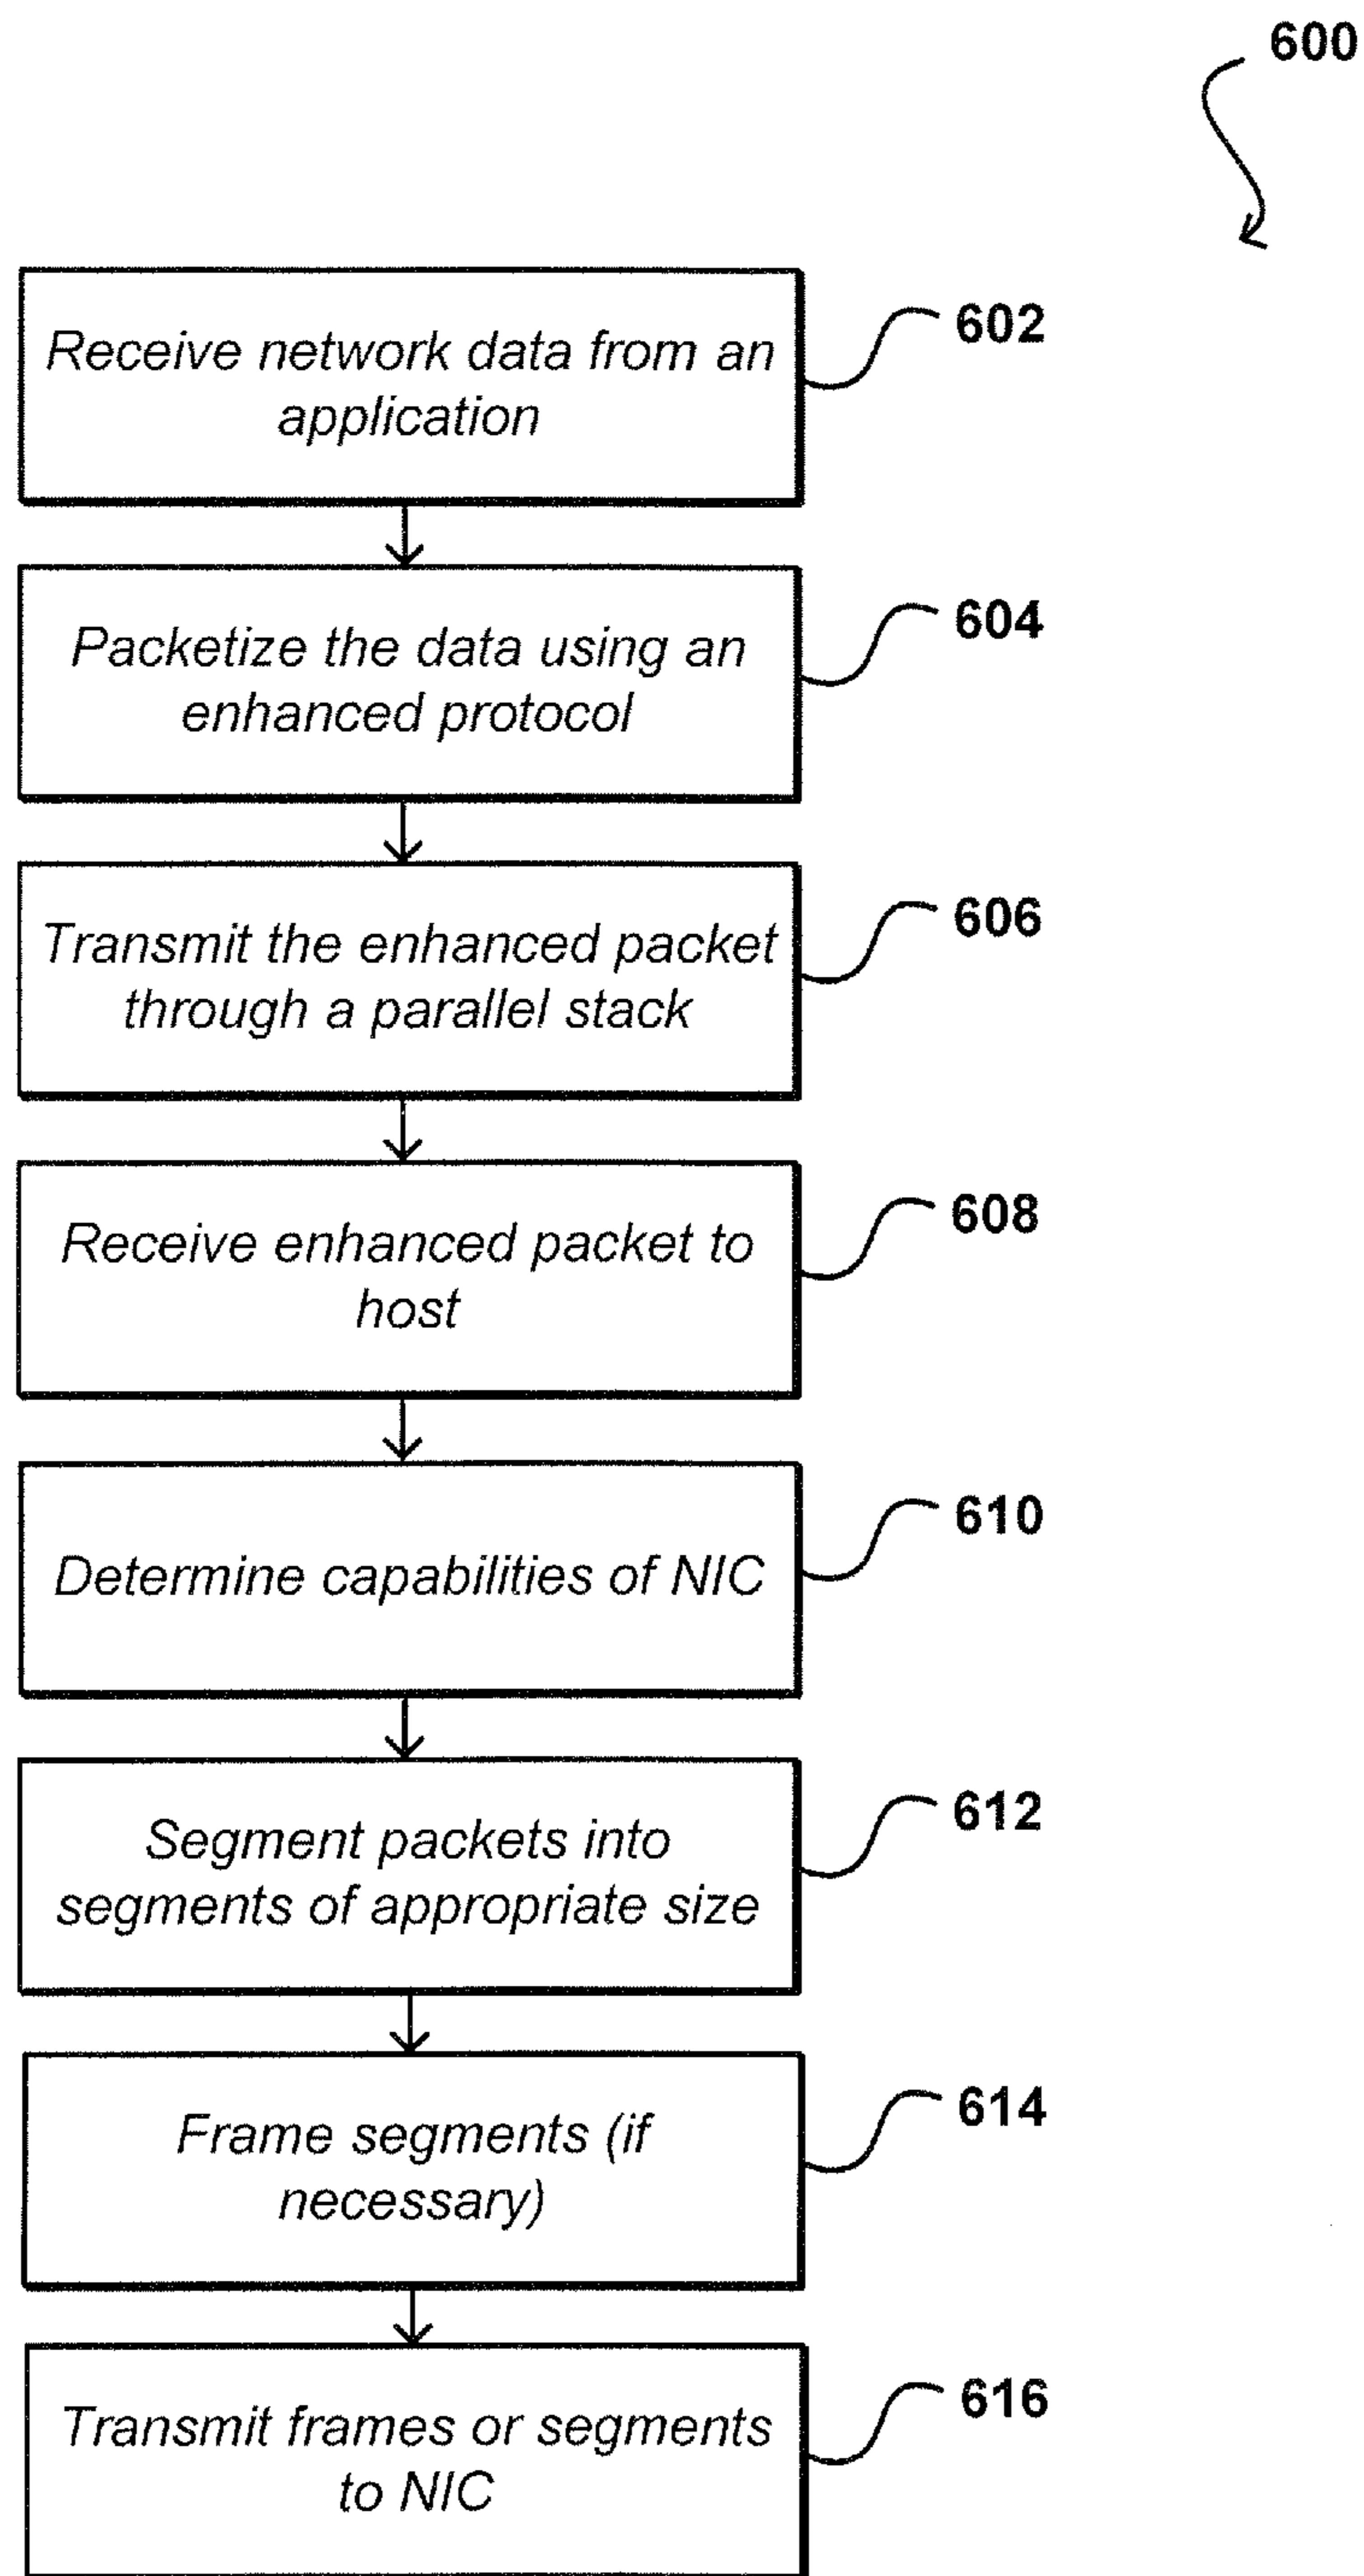 600
Receive network data from an
application
602
Packetize the data using an
enhanced protocol
604
Transmit the enhanced packet
through a parallel stack
606
Receive enhanced packet to
host
608
Determine capabilities of NIC
610
Segment packets into
segments of appropriate size
612
Frame segments (if
necessary)
614
Transmit frames or segments
to NIC
616